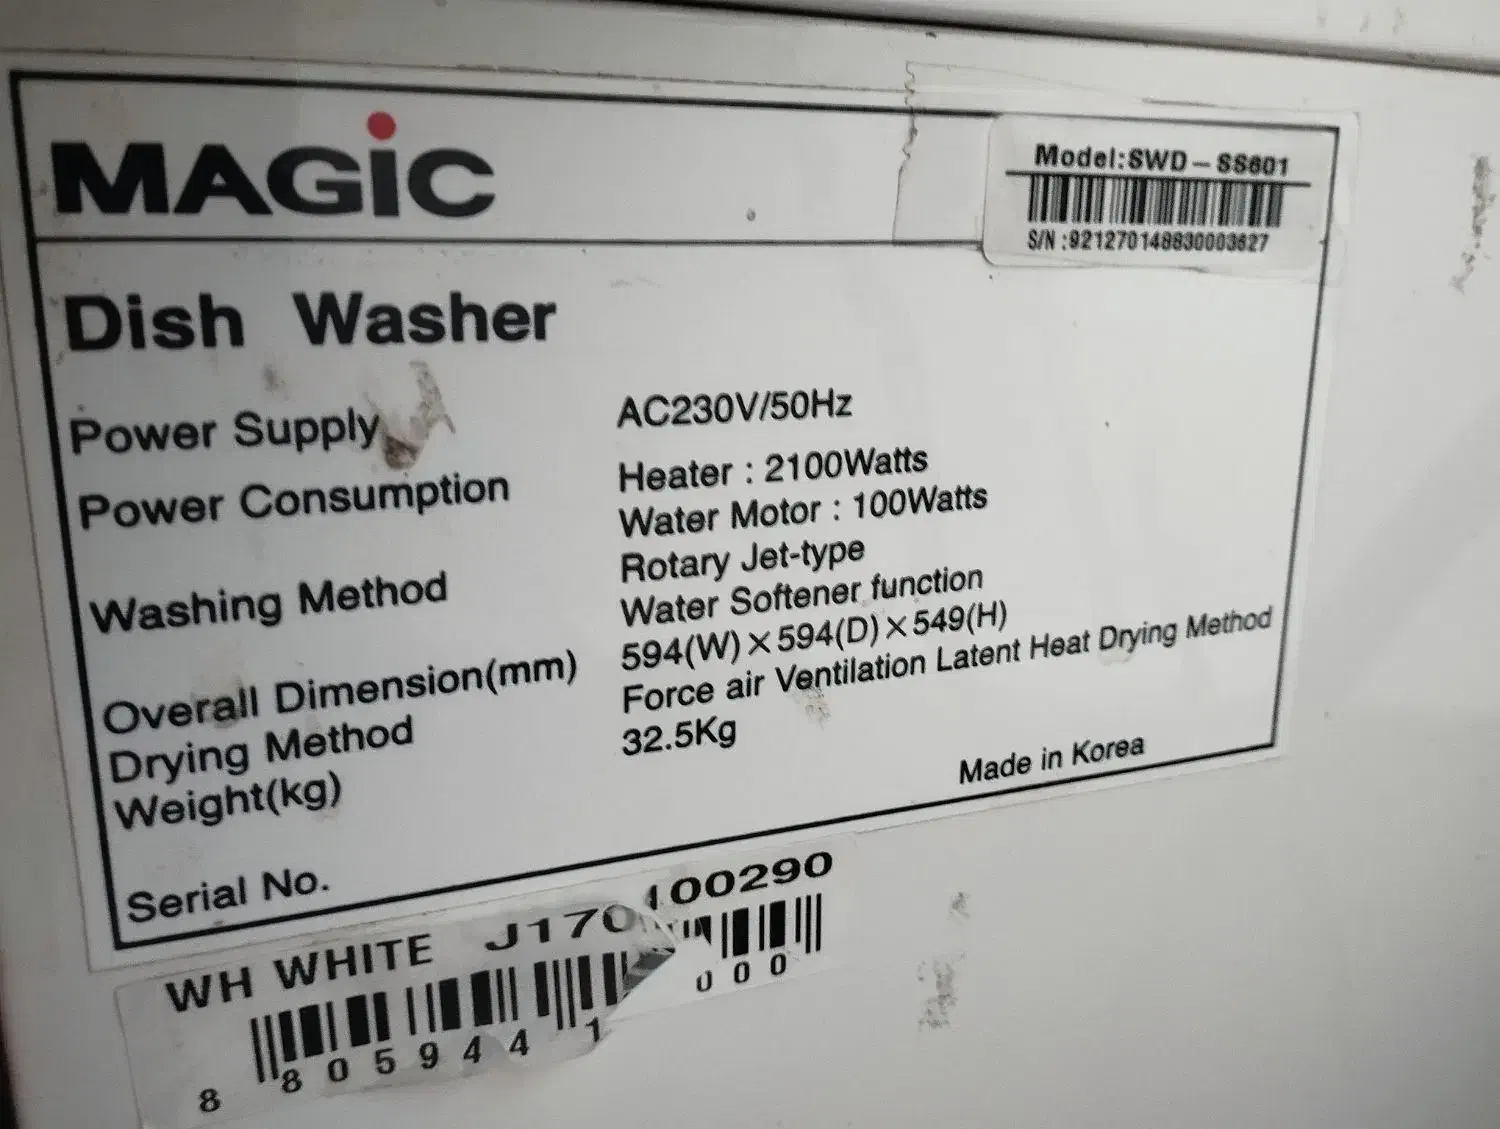 MAGiC
Model:SWD-SS601
S/N :921270148830003627
Dish Washer
Power Supply AC230V/50Hz
Power Consumption Heater : 2100Watts
Water Motor : 100Watts
Washing Method Rotary Jet-type
Water Softener function
Overall Dimension(mm) 594(W)×594(D)×549(H)
Drying Method Force air Ventilation Latent Heat Drying Method
Weight(kg) 32.5Kg
Made in Korea
Serial No.
WH WHITE J170100290
8 805944 1 000